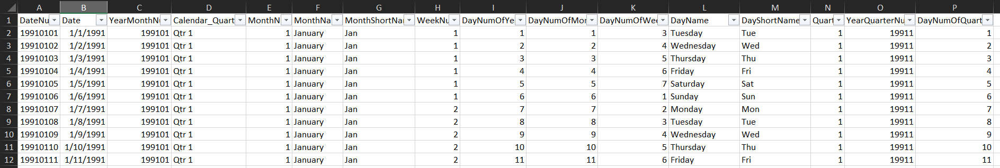 A B C D E F G H I J K L M N O P
1 DateNu Date YearMonthNu Calendar_Quart MonthN MonthNa MonthShortNa WeekNu DayNumOfYe DayNumOfMon DayNumOfWee DayName DayShortName Quart YearQuarterNu DayNumOfQuart
2 19910101 1/1/1991 199101 Qtr 1 1 January Jan 1 1 1 3 Tuesday Tue 1 19911 1
3 19910102 1/2/1991 199101 Qtr 1 1 January Jan 1 2 2 4 Wednesday Wed 1 19911 2
4 19910103 1/3/1991 199101 Qtr 1 1 January Jan 1 3 3 5 Thursday Thu 1 19911 3
5 19910104 1/4/1991 199101 Qtr 1 1 January Jan 1 4 4 6 Friday Fri 1 19911 4
6 19910105 1/5/1991 199101 Qtr 1 1 January Jan 1 5 5 7 Saturday Sat 1 19911 5
7 19910106 1/6/1991 199101 Qtr 1 1 January Jan 1 6 6 1 Sunday Sun 1 19911 6
8 19910107 1/7/1991 199101 Qtr 1 1 January Jan 2 7 7 2 Monday Mon 1 19911 7
9 19910108 1/8/1991 199101 Qtr 1 1 January Jan 2 8 8 3 Tuesday Tue 1 19911 8
10 19910109 1/9/1991 199101 Qtr 1 1 January Jan 2 9 9 4 Wednesday Wed 1 19911 9
11 19910110 1/10/1991 199101 Qtr 1 1 January Jan 2 10 10 5 Thursday Thu 1 19911 10
12 19910111 1/11/1991 199101 Qtr 1 1 January Jan 2 11 11 6 Friday Fri 1 19911 11